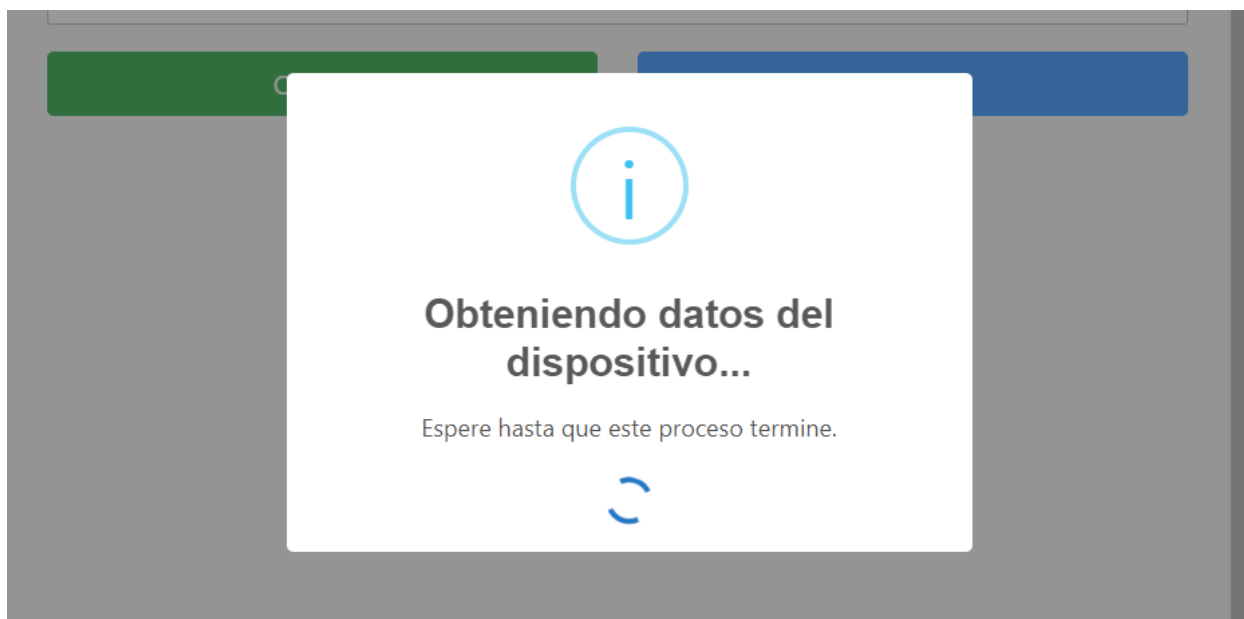 Obteniendo datos del
dispositivo...
Espere hasta que este proceso termine.